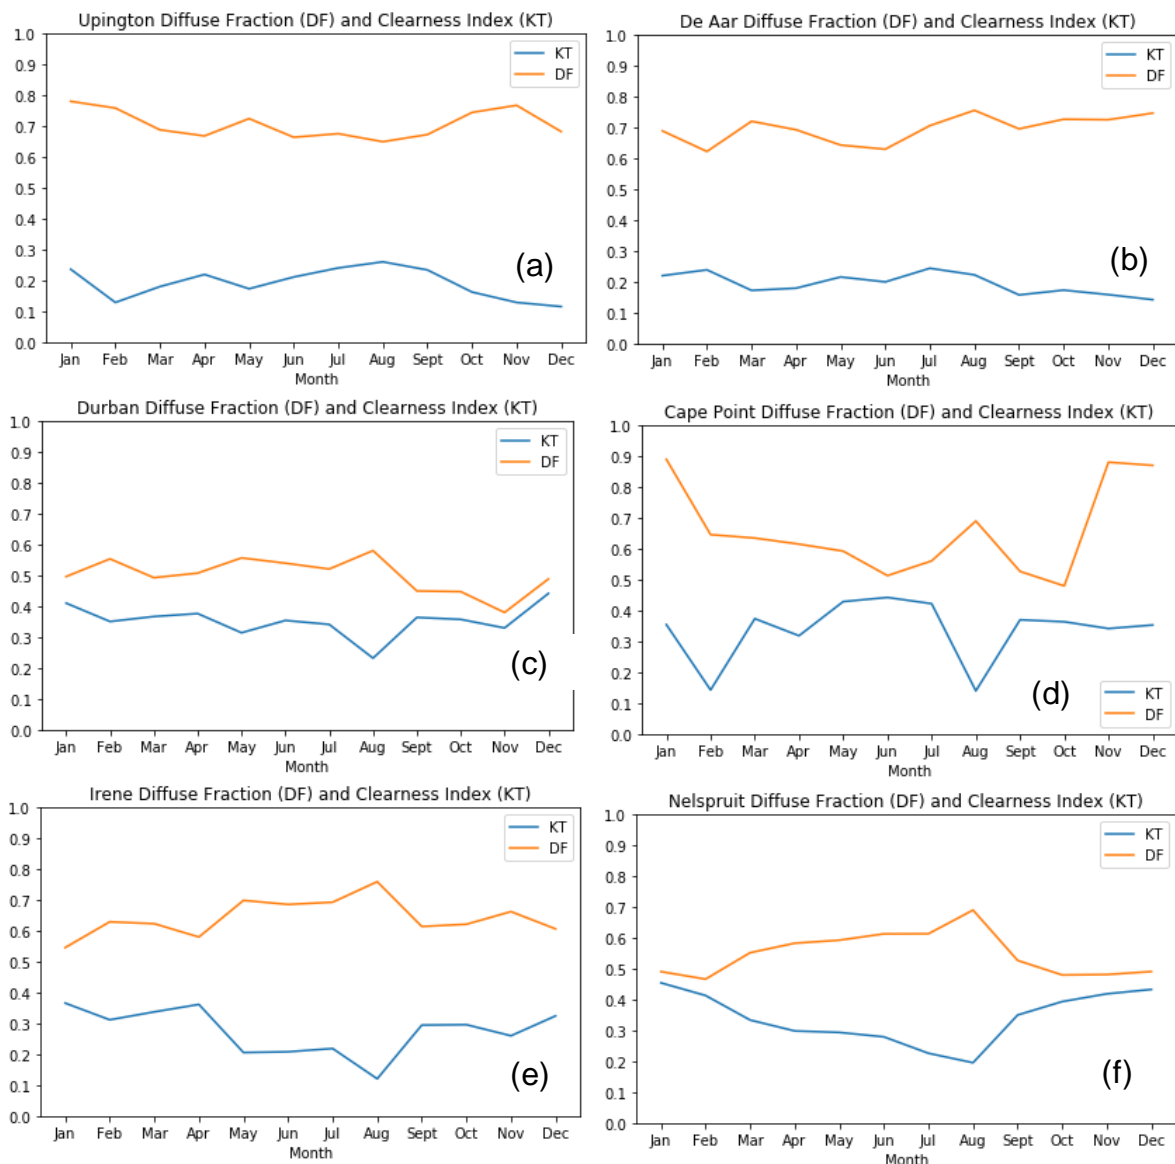 Upington Diffuse Fraction (DF) and Clearness Index (KT)
1.0
0.9
0.8
0.7
0.6
0.5
0.4
0.3
0.2
0.1
0.0
KT
DF
(a)
Jan Feb Mar Apr May Jun Jul Aug Sept Oct Nov Dec
Month
De Aar Diffuse Fraction (DF) and Clearness Index (KT)
1.0
0.9
0.8
0.7
0.6
0.5
0.4
0.3
0.2
0.1
0.0
KT
DF
(b)
Jan Feb Mar Apr May Jun Jul Aug Sept Oct Nov Dec
Month
Durban Diffuse Fraction (DF) and Clearness Index (KT)
1.0
0.9
0.8
0.7
0.6
0.5
0.4
0.3
0.2
0.1
0.0
KT
DF
(c)
Jan Feb Mar Apr May Jun Jul Aug Sept Oct Nov Dec
Month
Cape Point Diffuse Fraction (DF) and Clearness Index (KT)
1.0
0.9
0.8
0.7
0.6
0.5
0.4
0.3
0.2
0.1
0.0
(d)
KT
DF
Jan Feb Mar Apr May Jun Jul Aug Sept Oct Nov Dec
Month
Irene Diffuse Fraction (DF) and Clearness Index (KT)
1.0
0.9
0.8
0.7
0.6
0.5
0.4
0.3
0.2
0.1
0.0
KT
DF
(e)
Jan Feb Mar Apr May Jun Jul Aug Sept Oct Nov Dec
Month
Nelspruit Diffuse Fraction (DF) and Clearness Index (KT)
1.0
0.9
0.8
0.7
0.6
0.5
0.4
0.3
0.2
0.1
0.0
KT
DF
(f)
Jan Feb Mar Apr May Jun Jul Aug Sept Oct Nov Dec
Month